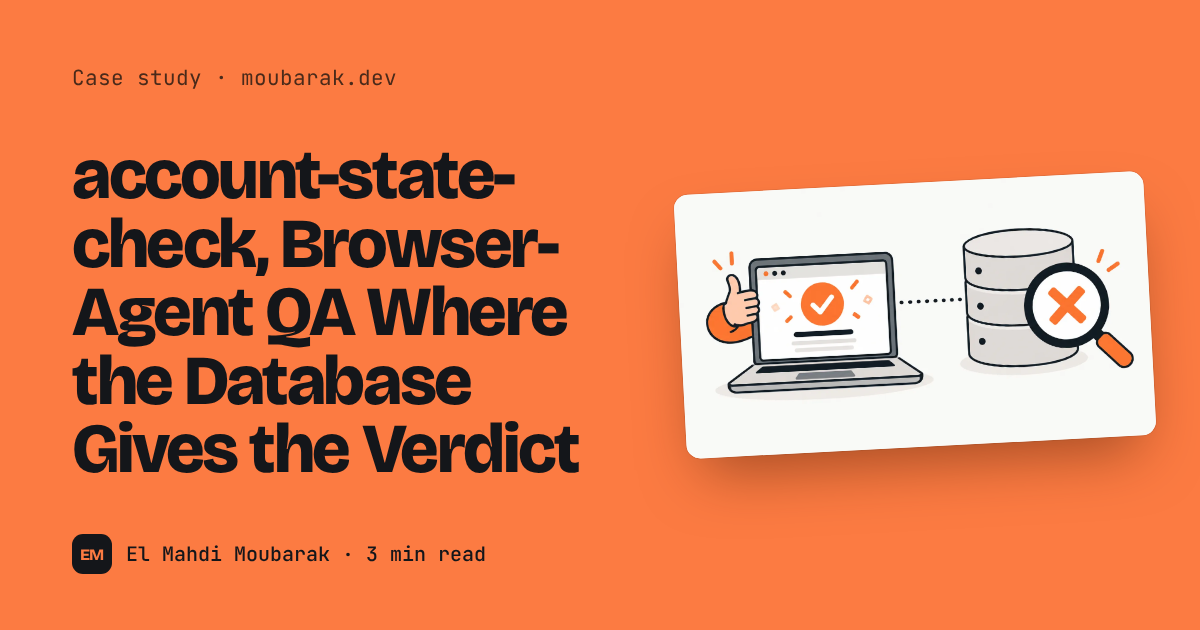 Case study · moubarak.dev
account-state-
check, Browser-
Agent QA Where
the Database
Gives the Verdict
EM El Mahdi Moubarak · 3 min read